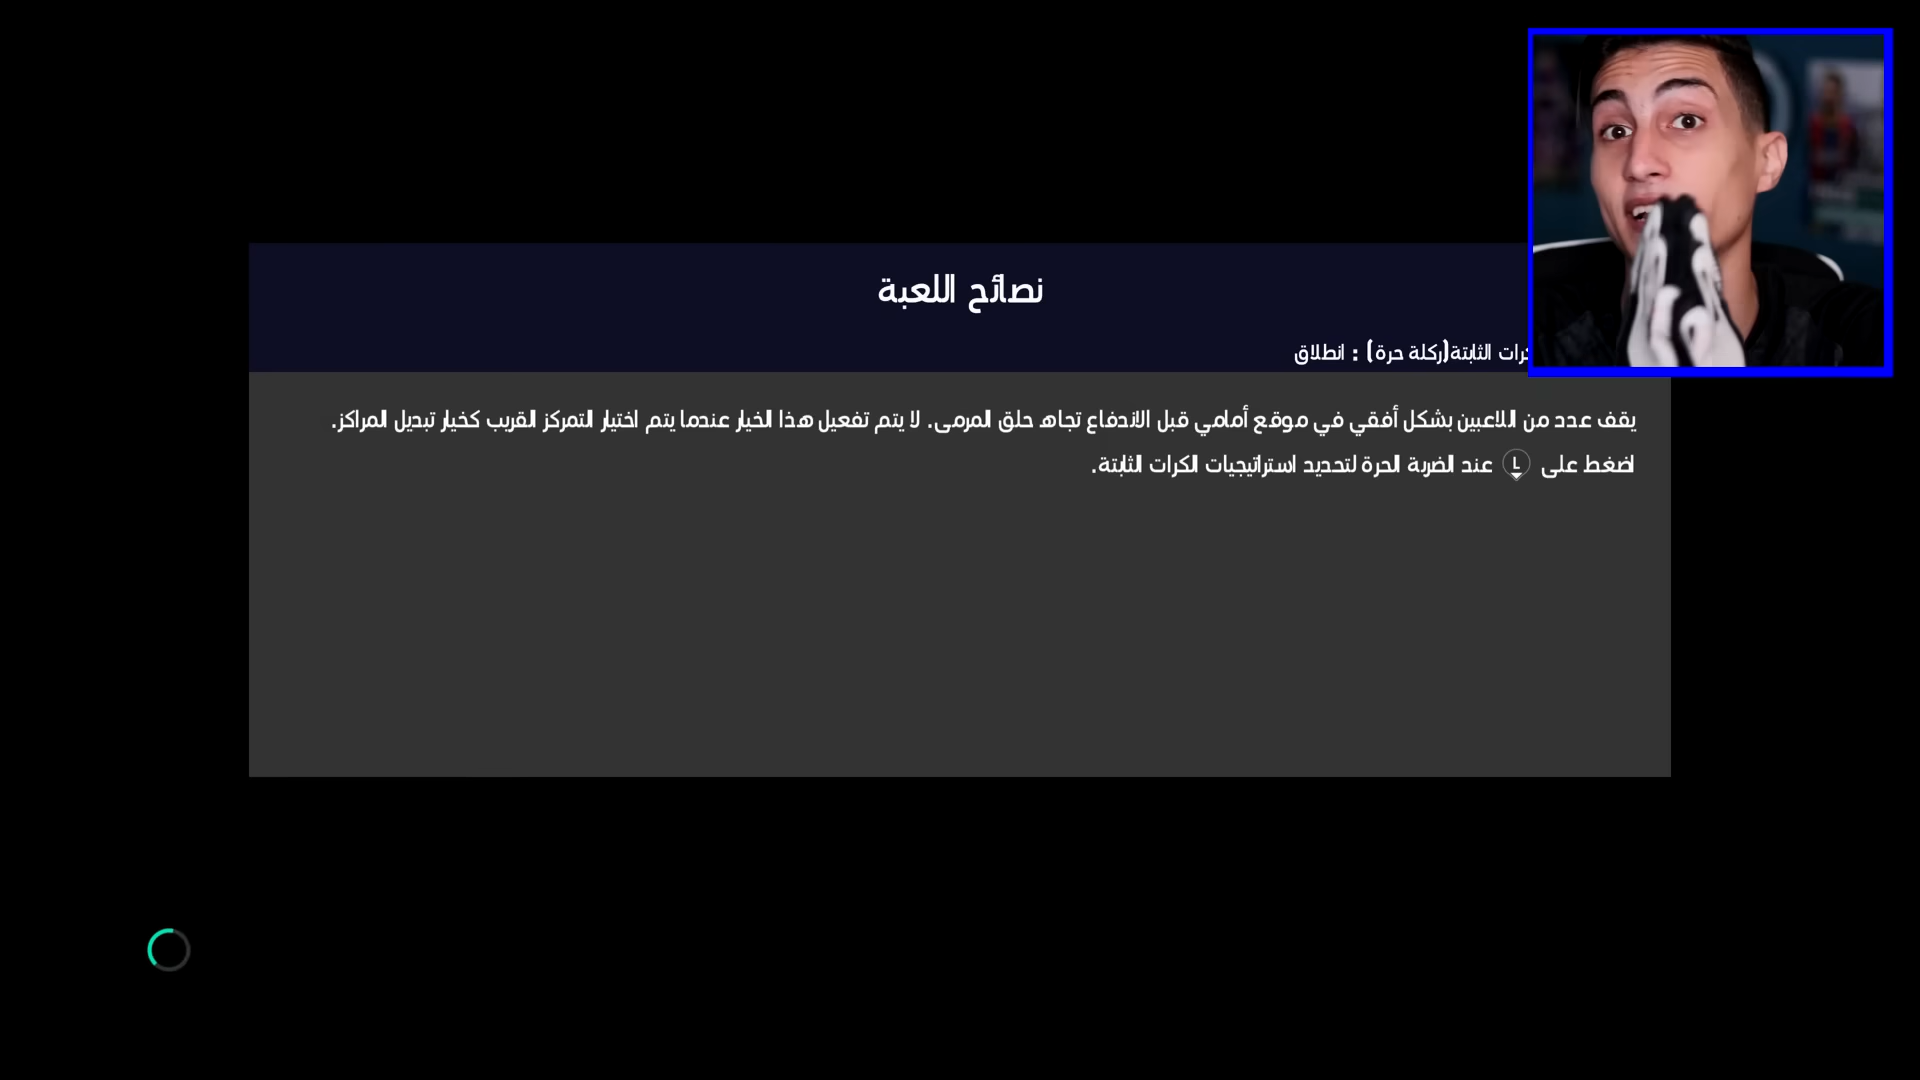 نصائح اللعبة
الثابتة(ركلة حرة) : انطلاق
يقف عدد من اللاعبين بشكل أفقي في موقع أمامي قبل الاندفاع تجاه حلق المرمى. لا يتم تفعيل هذا الخيار عندما يتم اختيار التمركز القريب كخيار تبديل المراكز.
اضغط على L عند الضربة الحرة لتحديد استراتيجيات الكرات الثابتة.